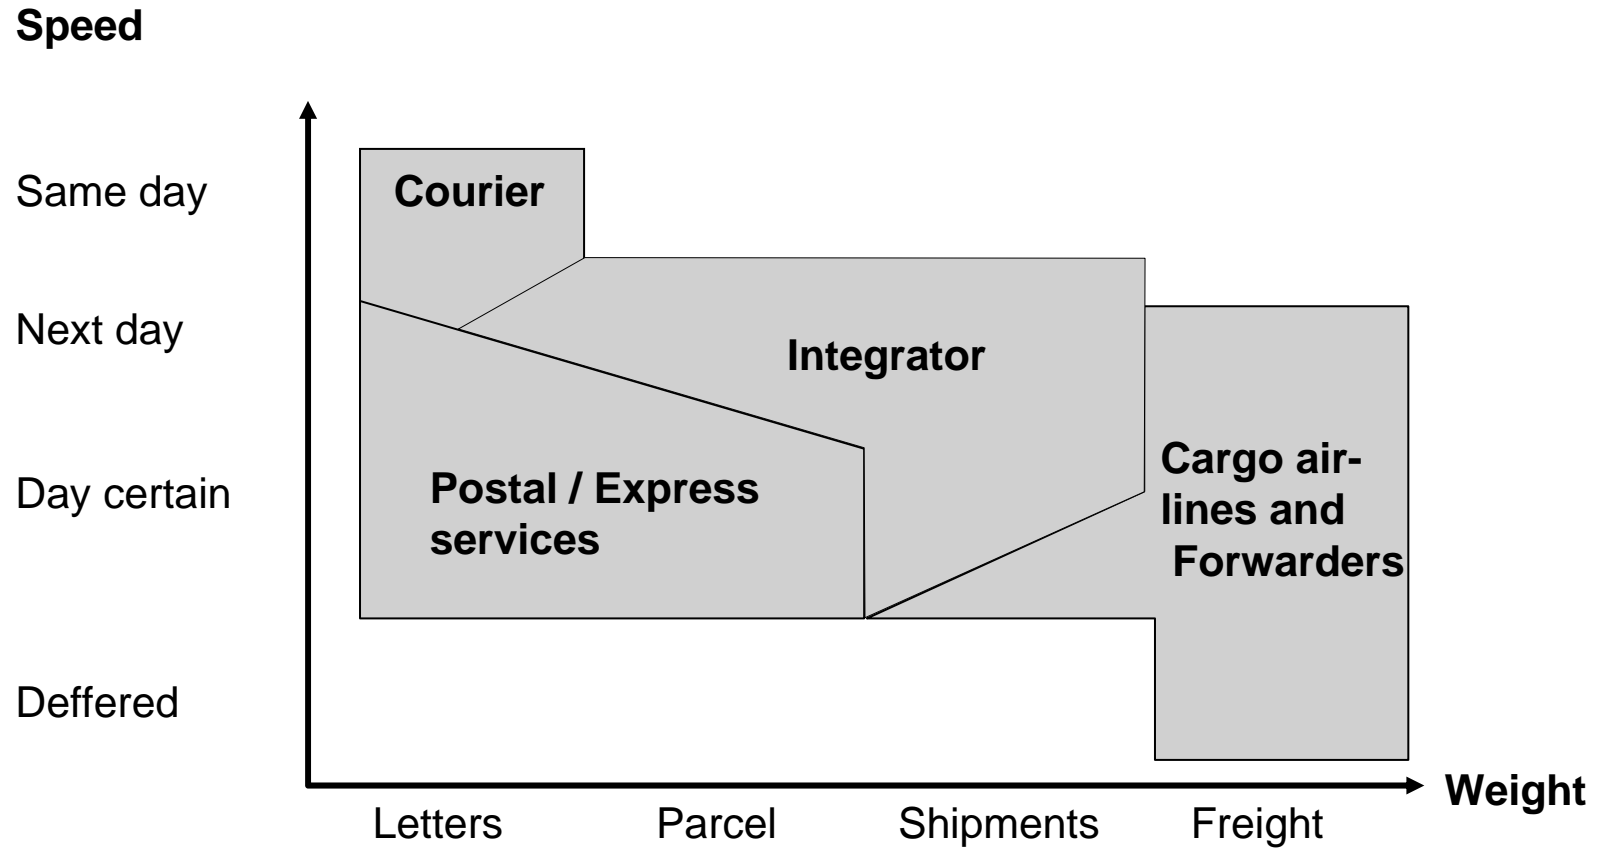 Speed
Same day
Courier
Next day
Integrator
Cargo air-
lines and
Forwarders
Day certain
Postal / Express
services
Deffered
Weight
Letters
Parcel
Shipments
Freight